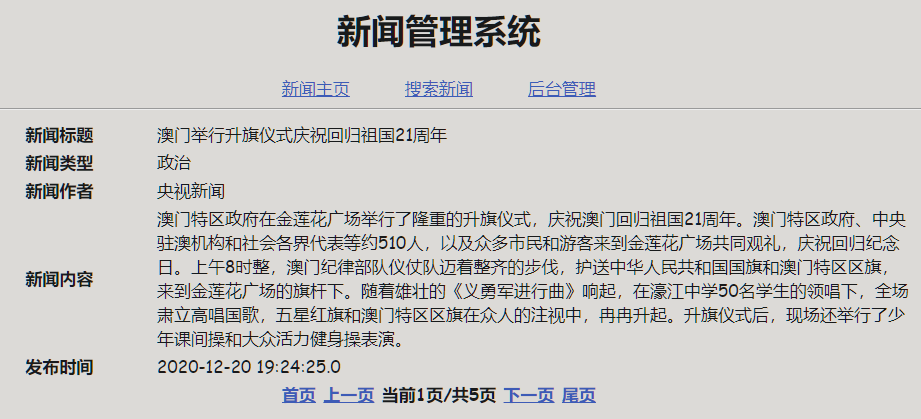 新闻管理系统
新闻主页 搜索新闻 后台管理
新闻标题 澳门举行升旗仪式庆祝回归祖国21周年
新闻类型 政治
新闻作者 央视新闻
新闻内容 澳门特区政府在金莲花广场举行了隆重的升旗仪式，庆祝澳门回归祖国21周年。澳门特区政府、中央
驻澳机构和社会各界代表等约510人，以及众多市民和游客来到金莲花广场共同观礼，庆祝回归纪念
日。上午8时整，澳门纪律部队仪仗队迈着整齐的步伐，护送中华人民共和国国旗和澳门特区区旗，
来到金莲花广场的旗杆下。随着雄壮的《义勇军进行曲》响起，在濠江中学50名学生的领唱下，全场
肃立高唱国歌，五星红旗和澳门特区区旗在众人的注视中，冉冉升起。升旗仪式后，现场还举行了少
年课间操和大众活力健身操表演。
发布时间 2020-12-20 19:24:25.0
首页 上一页 当前1页/共5页 下一页 尾页